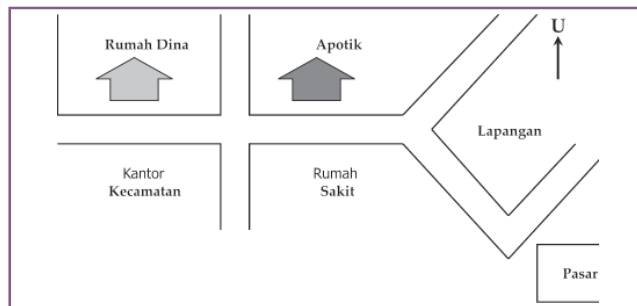 Rumah Dina
Apotik
U
Lapangan
Kantor
Kecamatan
Rumah
Sakit
Pasar